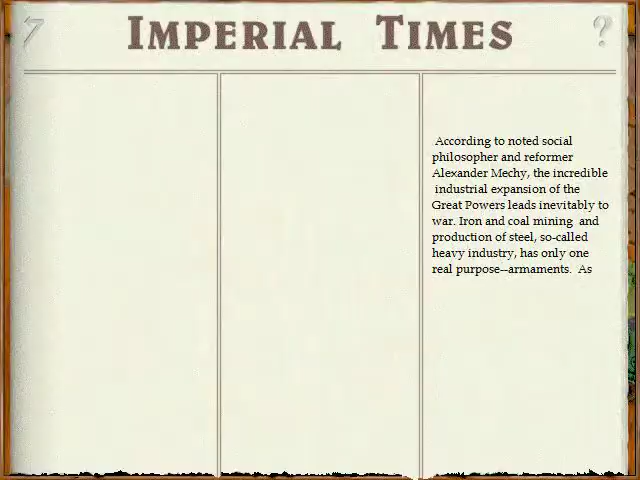 Imperial Times
?
According to noted social
philosopher and reformer
Alexander Mechy, the incredible
industrial expansion of the
Great Powers leads inevitably to
war. Iron and coal mining  and
production of steel, so-called
heavy industry, has only one
real purpose--armaments.  As